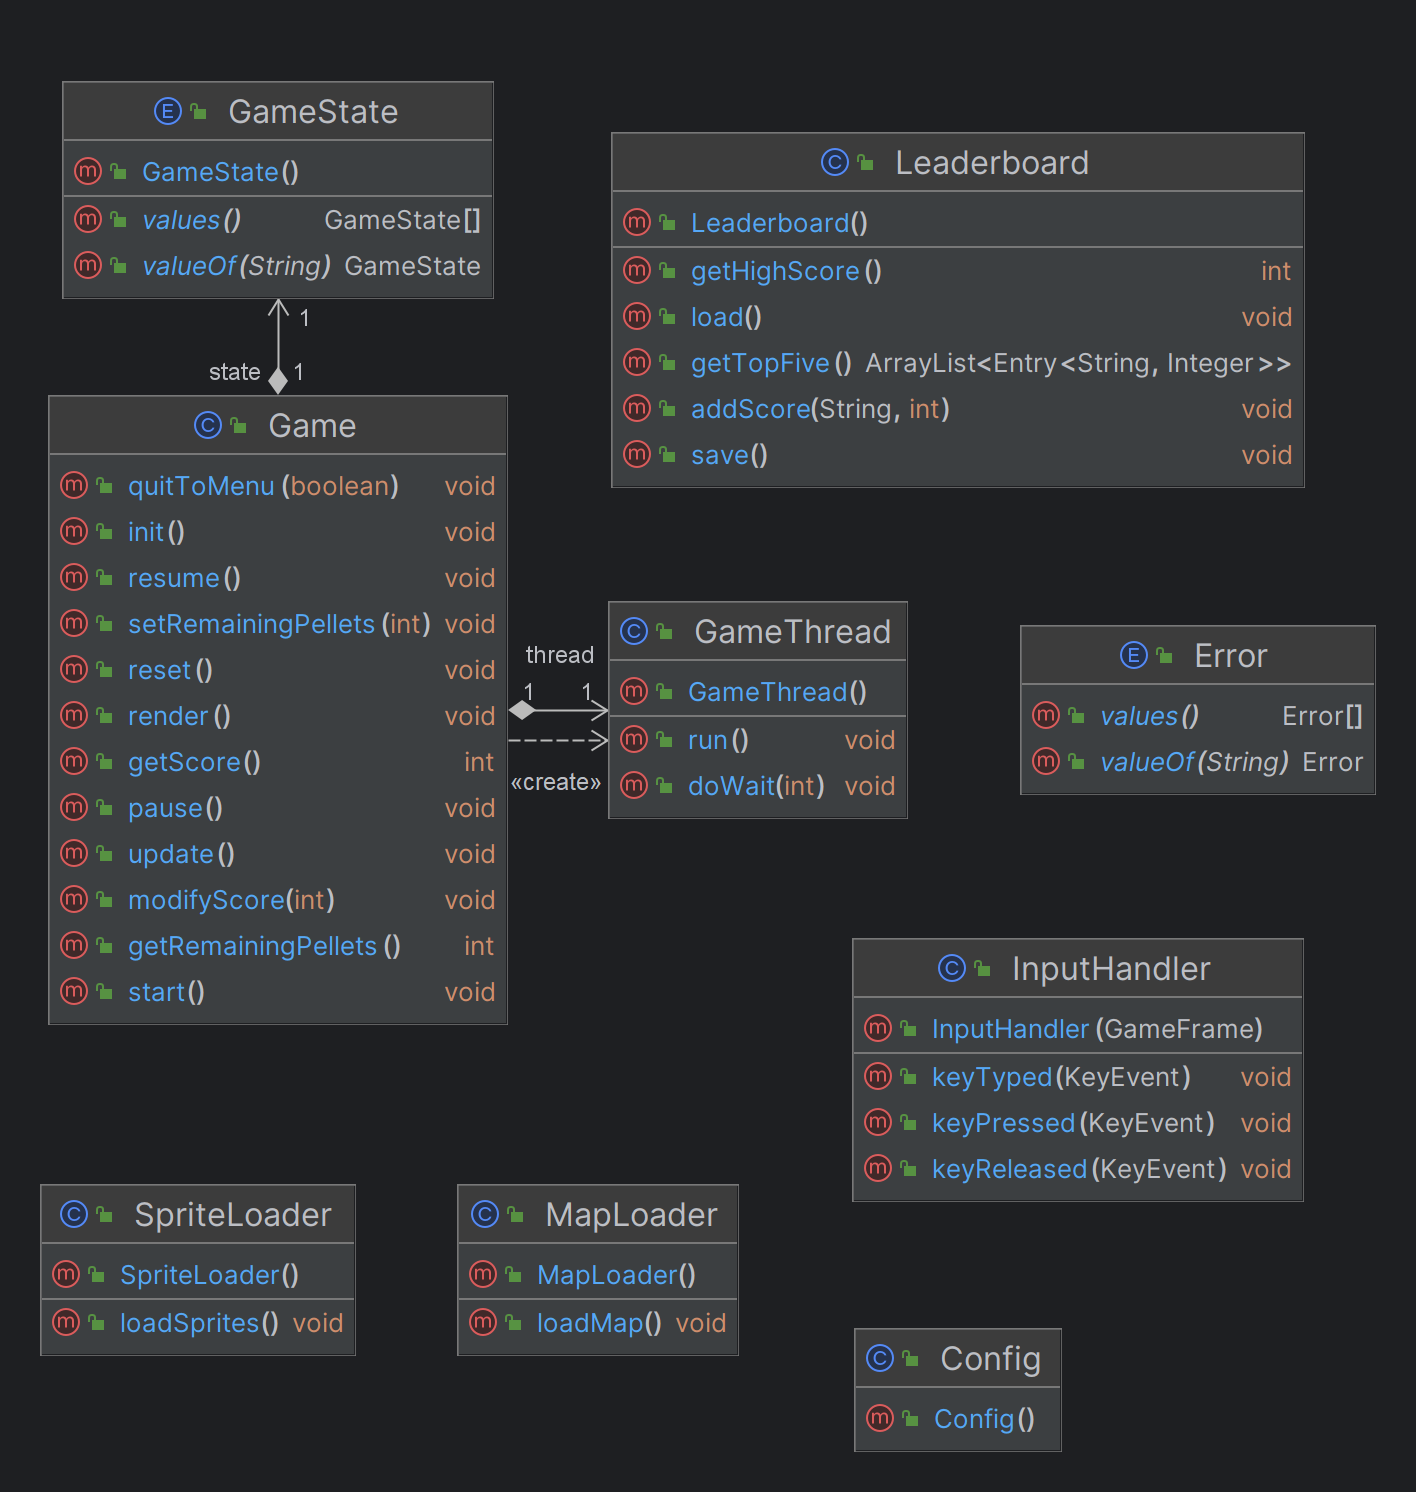 E GameState
m GameState()
m values() GameState[]
m valueOf(String) GameState
1
state 1
C Game
m quitToMenu(boolean) void
m init() void
m resume() void
m setRemainingPellets(int) void
m reset() void
m render() void
m getScore() int
m pause() void
m update() void
m modifyScore(int) void
m getRemainingPellets() int
m start() void
C Leaderboard
m Leaderboard()
m getHighScore() int
m load() void
m getTopFive() ArrayList<Entry<String, Integer>>
m addScore(String, int) void
m save() void
thread
1 1
«create»
C GameThread
m GameThread()
m run() void
m doWait(int) void
E Error
m values() Error[]
m valueOf(String) Error
C InputHandler
m InputHandler(GameFrame)
m keyTyped(KeyEvent) void
m keyPressed(KeyEvent) void
m keyReleased(KeyEvent) void
C SpriteLoader
m SpriteLoader()
m loadSprites() void
C MapLoader
m MapLoader()
m loadMap() void
C Config
m Config()